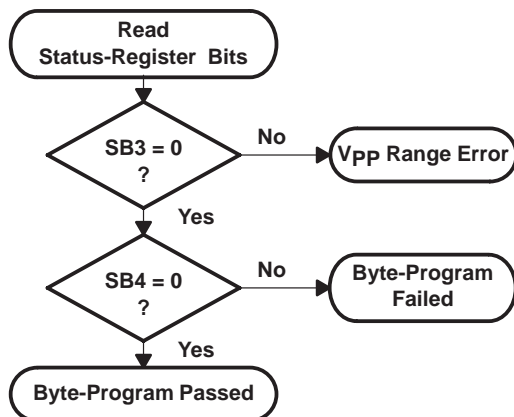 Read
Status-Register Bits
SB3 = 0
?
No
VPP Range Error
Yes
SB4 = 0
?
No
Byte-Program
Failed
Yes
Byte-Program Passed